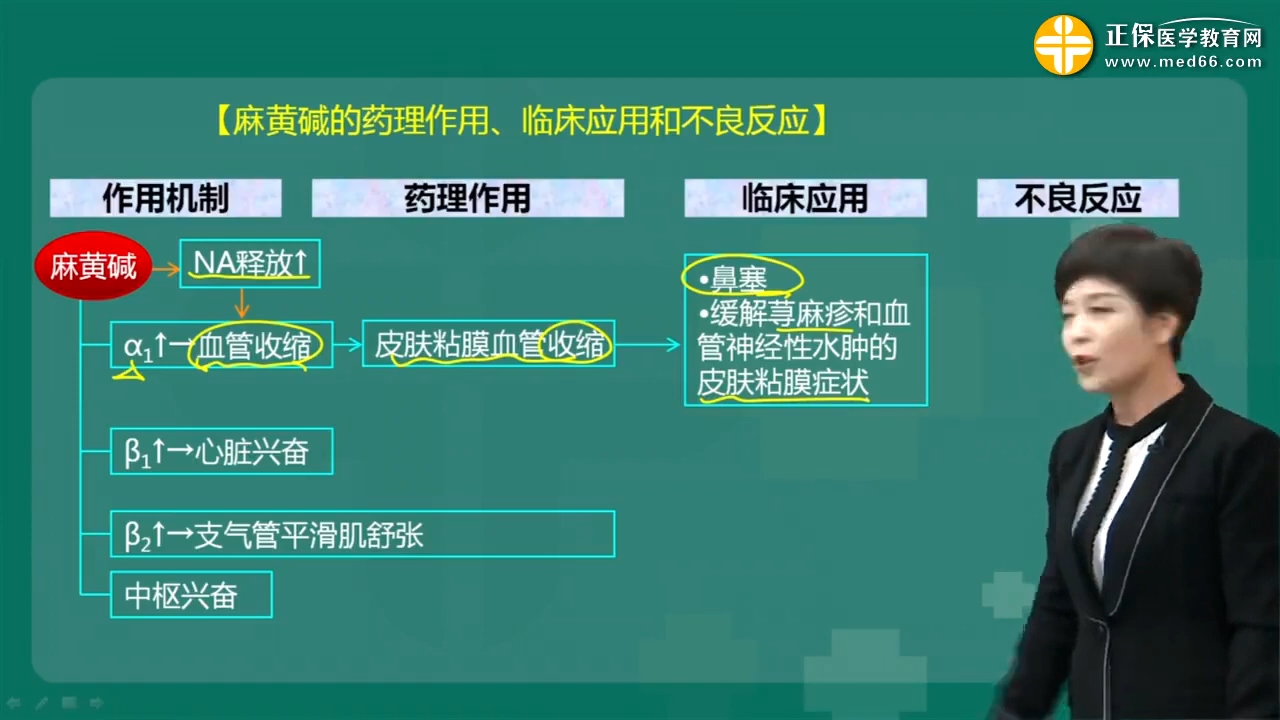 正保医学教育网
www.med66.com
【麻黄碱的药理作用、临床应用和不良反应】
作用机制
药理作用
临床应用
不良反应
麻黄碱
NA释放↑
α₁↑→血管收缩
皮肤粘膜血管收缩
•鼻塞
•缓解荨麻疹和血
管神经性水肿的
皮肤粘膜症状
β₁↑→心脏兴奋
β₂↑→支气管平滑肌舒张
中枢兴奋